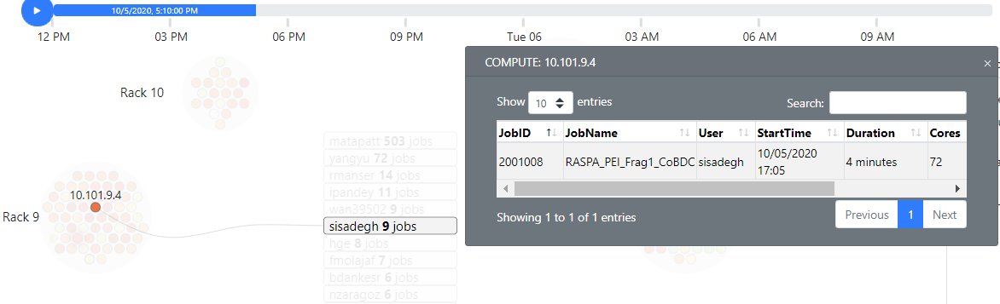 10/5/2020, 5:10:00 PM
12 PM 03 PM 06 PM 09 PM Tue 06 03 AM 06 AM 09 AM
COMPUTE: 10.101.9.4 ×
Rack 10
Show 10 entries Search:
JobID JobName User StartTime Duration Cores
2001008 RASPA_PEI_Frag1_CoBDC sisadegh 10/05/2020 4 minutes 72
17:05
Showing 1 to 1 of 1 entries Previous 1 Next
matapatt 503 jobs
yangyu 72 jobs
rmanser 14 jobs
ipandey 11 jobs
10.101.9.4
wan39502 9 jobs
Rack 9
sisadegh 9 jobs
hge 8 jobs
fmolajaf 7 jobs
bdankesr 6 jobs
nzaragoz 6 jobs